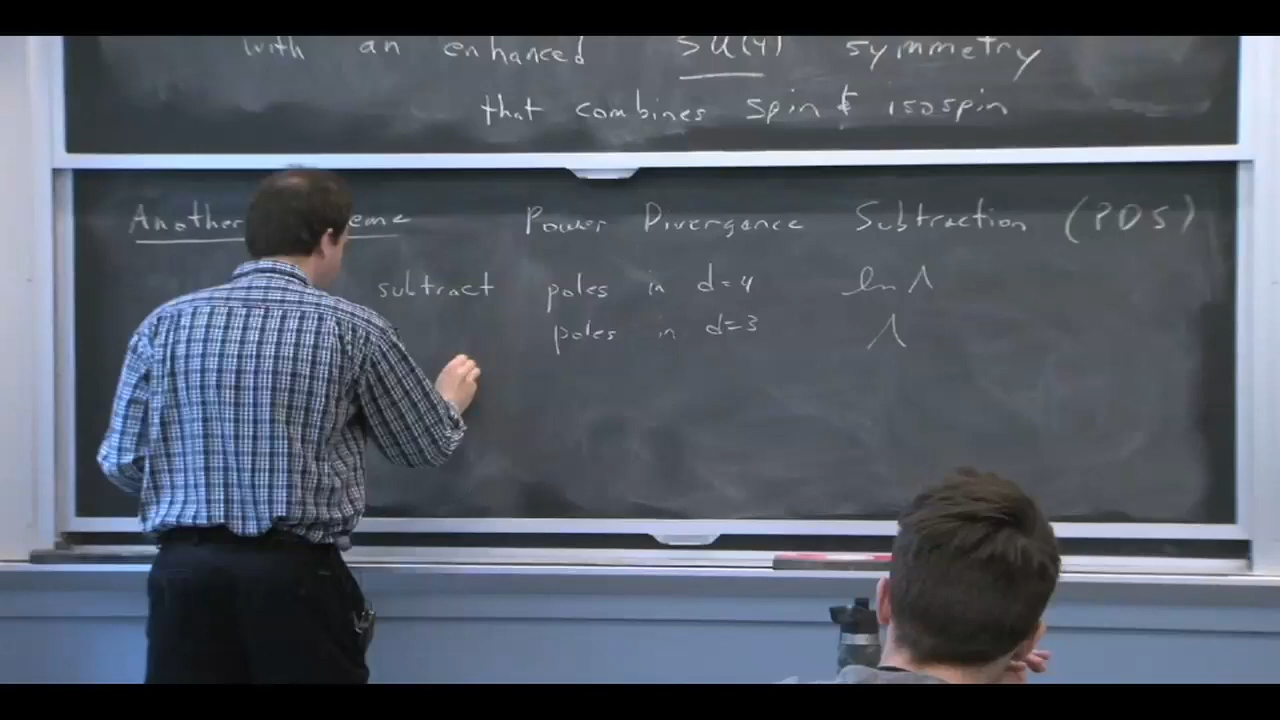 with an enhanced SU(4) symmetry
that combines spin & isospin
Another eme Power Divergence Subtraction (PDS)
subtract poles in d=4 ln Λ
poles in d=3 Λ